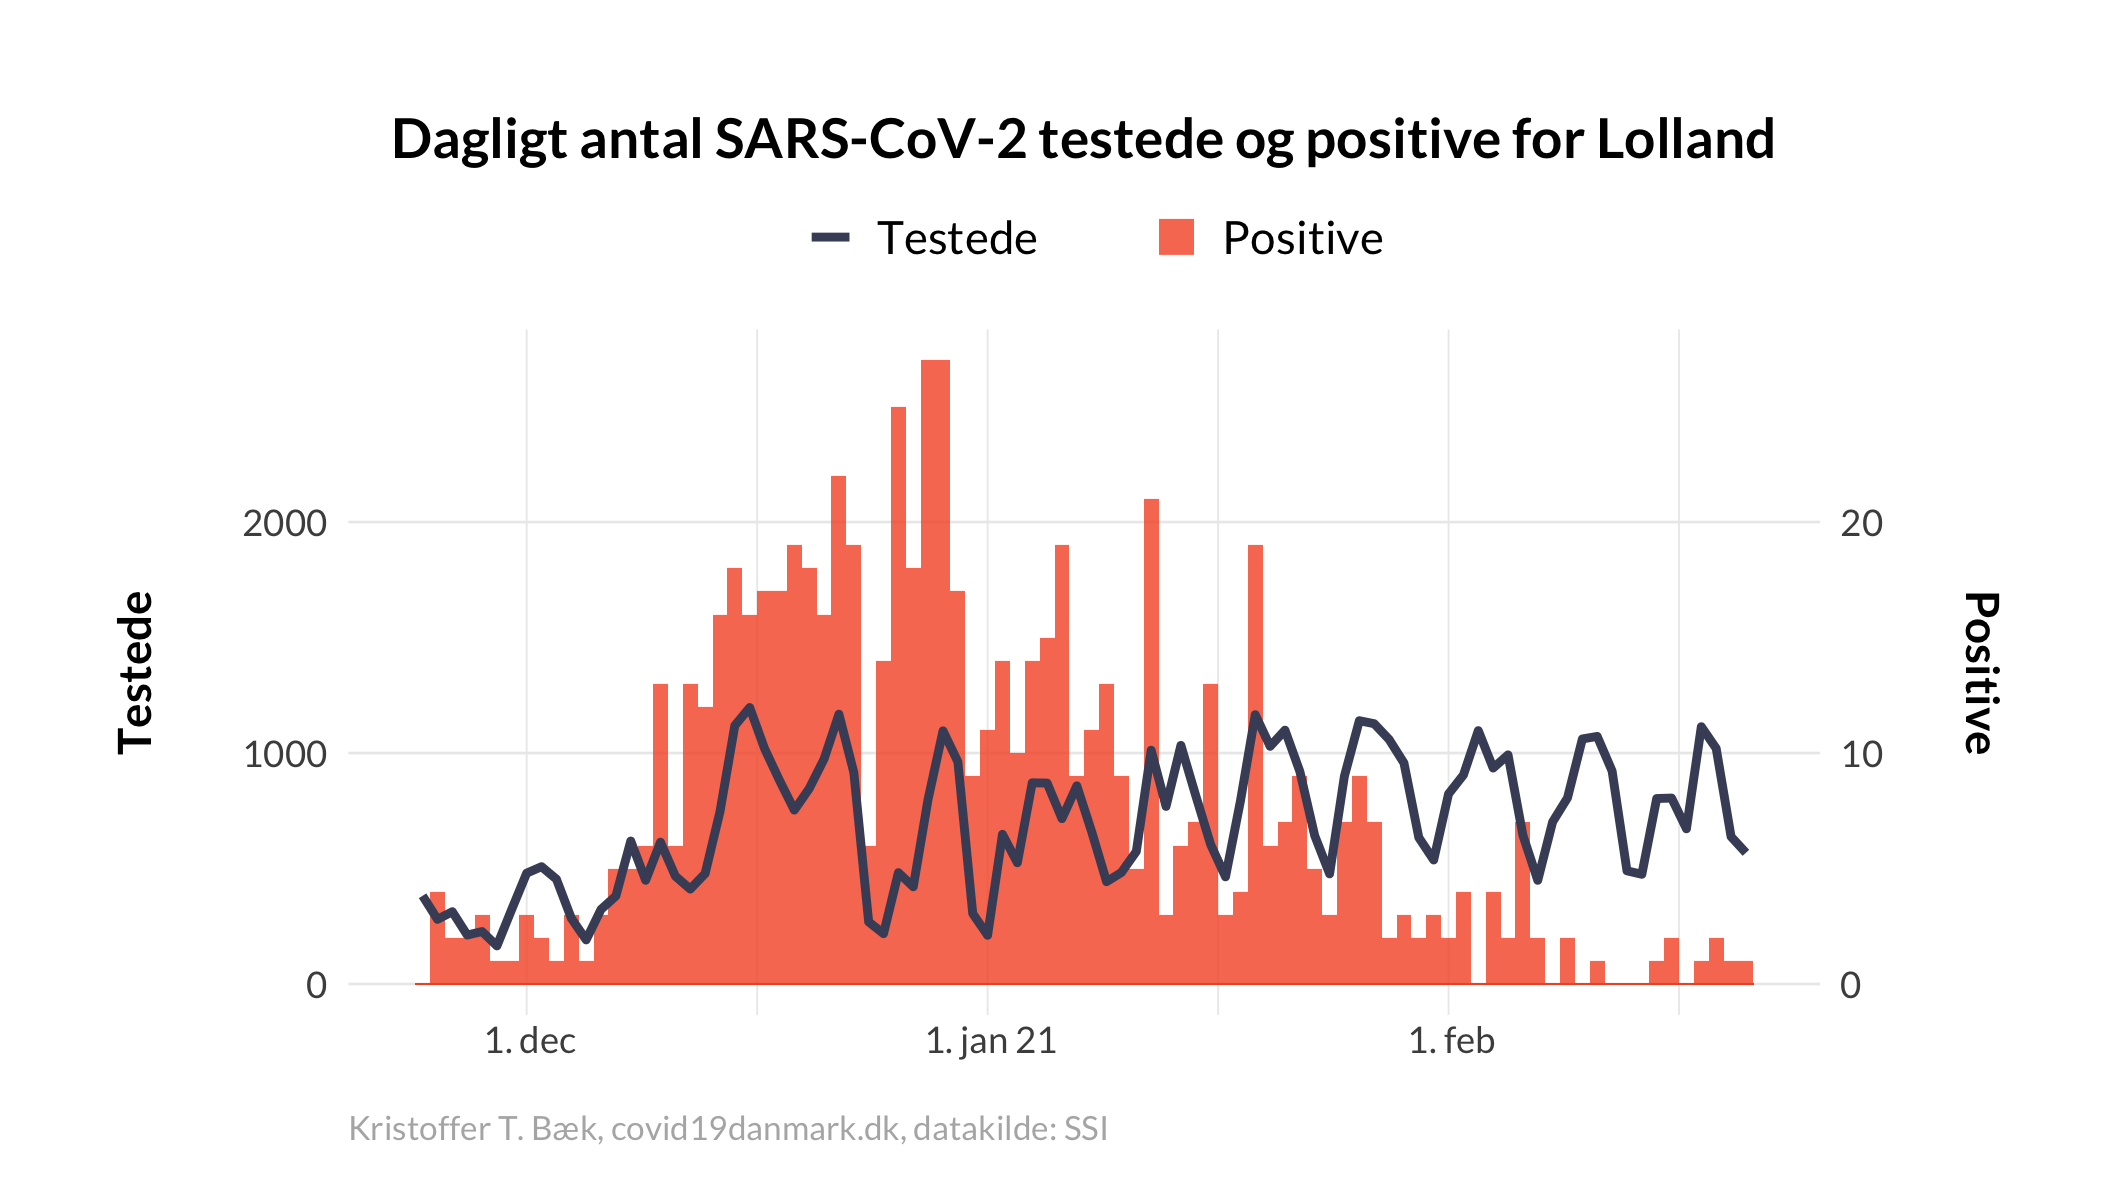 Dagligt antal SARS-CoV-2 testede og positive for Lolland
Testede Positive
2000 20
1000 10
0 0
Testede
Positive
1. dec 1. jan 21 1. feb
Kristoffer T. Bæk, covid19danmark.dk, datakilde: SSI